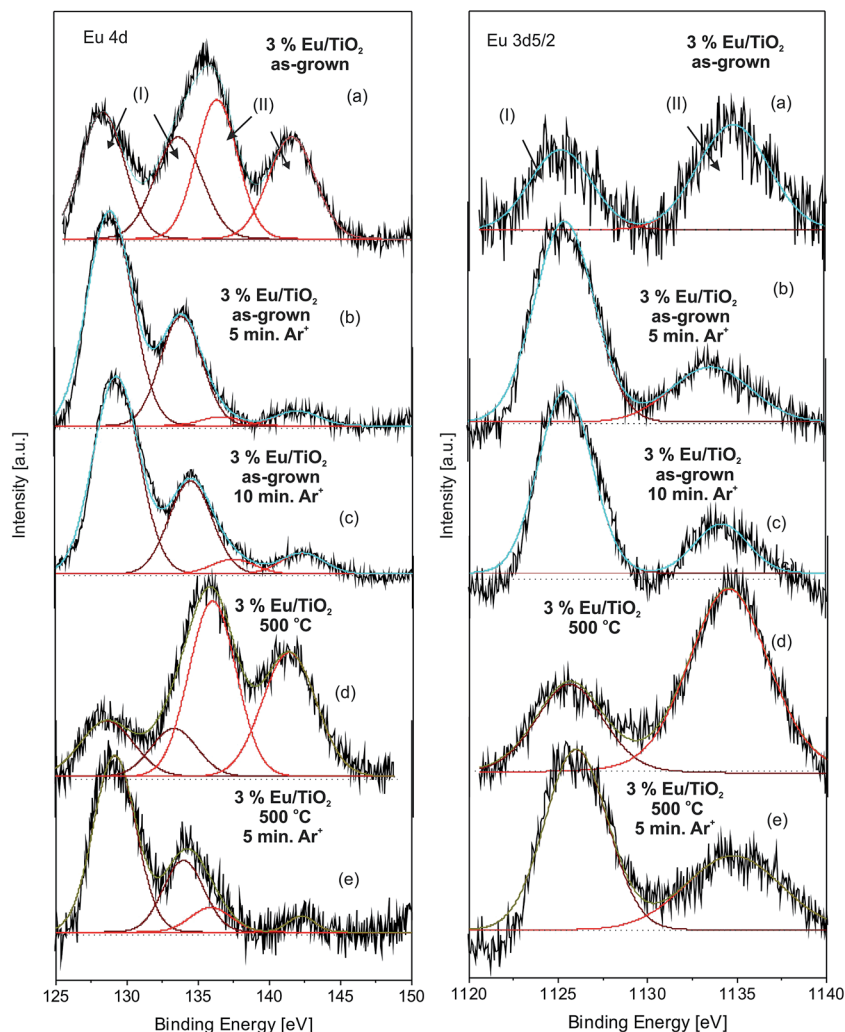 Eu 4d
3 % Eu/TiO₂
as-grown
(a)
(I)
(II)
3 % Eu/TiO₂
as-grown
5 min. Ar⁺
(b)
3 % Eu/TiO₂
as-grown
10 min. Ar⁺
(c)
3 % Eu/TiO₂
500 °C
(d)
3 % Eu/TiO₂
500 °C
5 min. Ar⁺
(e)
Intensity [a.u.]
125 130 135 140 145 150
Binding Energy [eV]
Eu 3d5/2
3 % Eu/TiO₂
as-grown
(a)
(I)
(II)
(b)
3 % Eu/TiO₂
as-grown
5 min. Ar⁺
3 % Eu/TiO₂
as-grown
10 min. Ar⁺
(c)
3 % Eu/TiO₂
500 °C
(d)
3 % Eu/TiO₂
500 °C
5 min. Ar⁺
(e)
Intensity [a.u.]
1120 1125 1130 1135 1140
Binding Energy [eV]